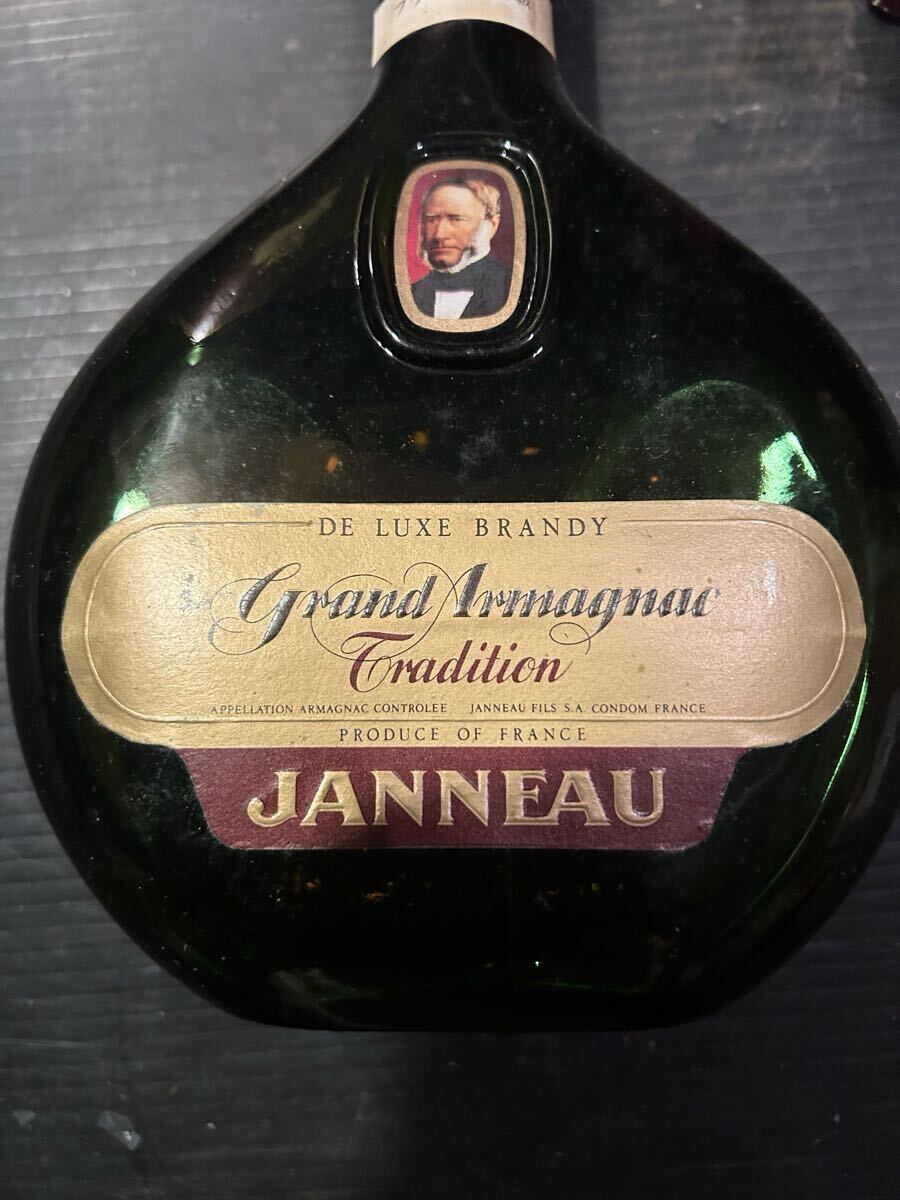 DE LUXE BRANDY
Grand Armagnac
Tradition
APPELLATION ARMAGNAC CONTROLEE JANNEAU FILS S.A. CONDOM FRANCE
PRODUCE OF FRANCE
JANNEAU